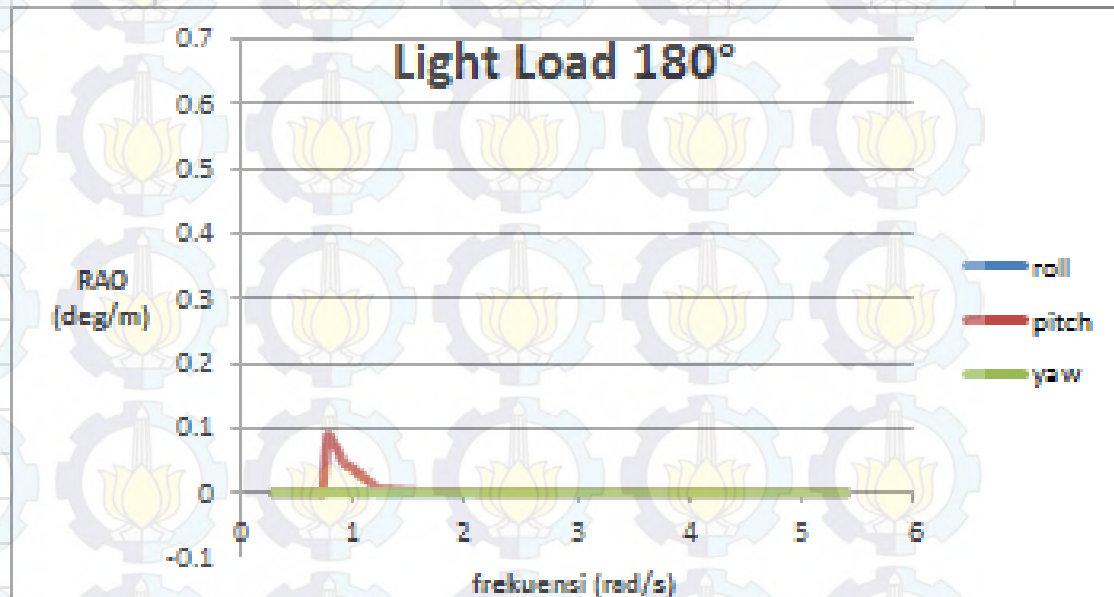 Light Load 180°
0.7
0.6
0.5
0.4
0.3
0.2
0.1
0
-0.1
RAO
(deg/m)
0 1 2 3 4 5 6
frekuensi (rad/s)
roll
pitch
yaw